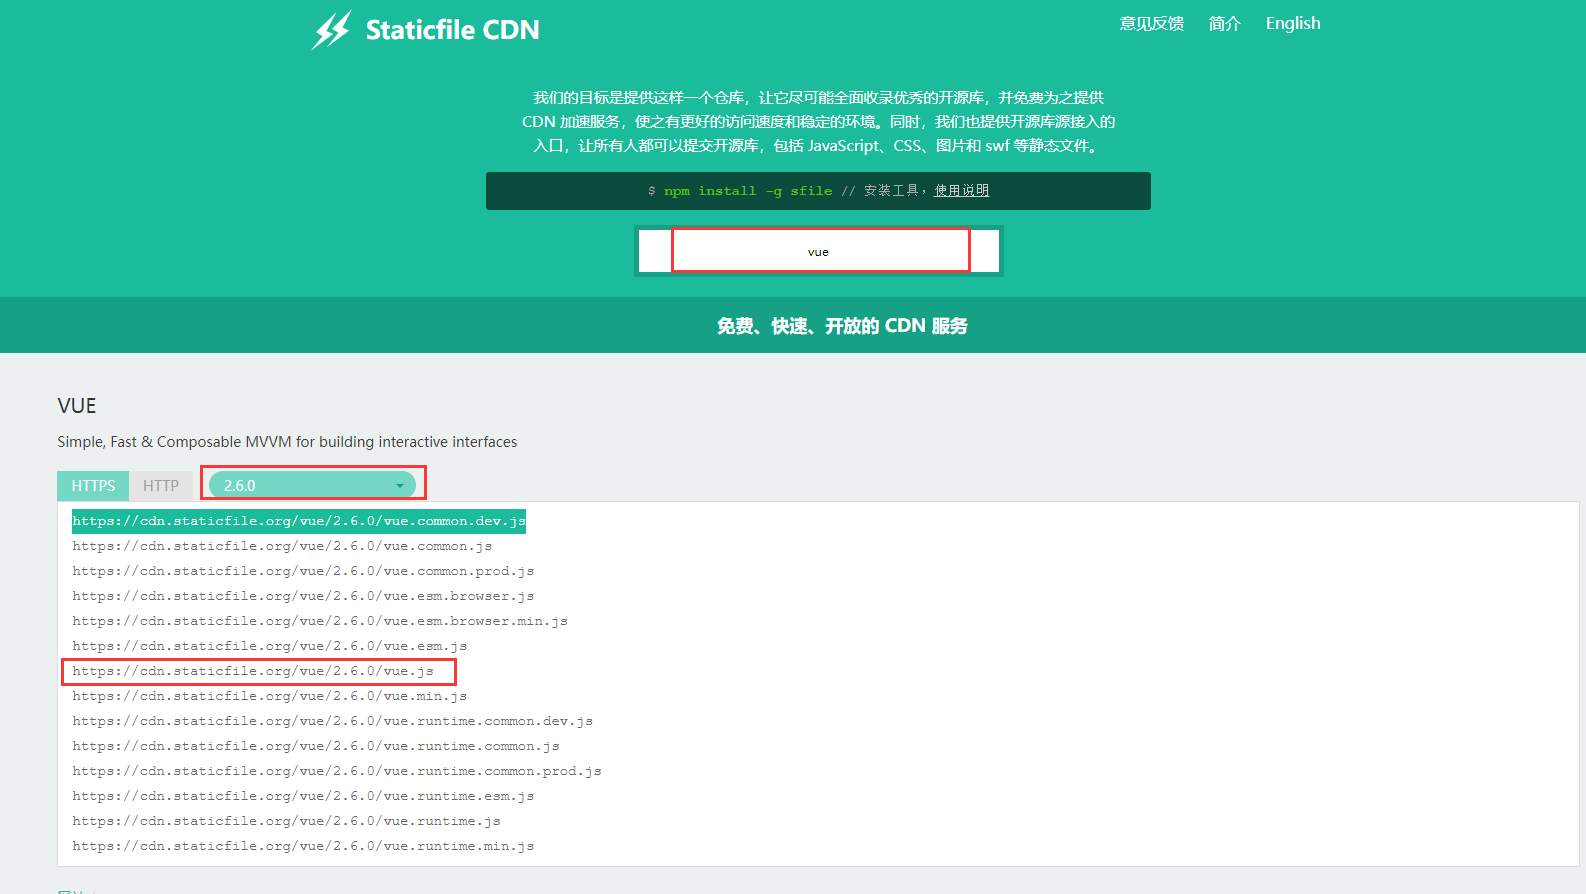 Staticfile CDN
意见反馈 简介 English
我们的目标是提供这样一个仓库，让它尽可能全面收录优秀的开源库，并免费为之提供
CDN 加速服务，使之有更好的访问速度和稳定的环境。同时，我们也提供开源库源接入的
入口，让所有人都可以提交开源库，包括 JavaScript、CSS、图片和 swf 等静态文件。
$ npm install -g sfile // 安装工具，使用说明
vue
免费、快速、开放的 CDN 服务
VUE
Simple, Fast & Composable MVVM for building interactive interfaces
HTTPS HTTP 2.6.0
https://cdn.staticfile.org/vue/2.6.0/vue.common.dev.js
https://cdn.staticfile.org/vue/2.6.0/vue.common.js
https://cdn.staticfile.org/vue/2.6.0/vue.common.prod.js
https://cdn.staticfile.org/vue/2.6.0/vue.esm.browser.js
https://cdn.staticfile.org/vue/2.6.0/vue.esm.browser.min.js
https://cdn.staticfile.org/vue/2.6.0/vue.esm.js
https://cdn.staticfile.org/vue/2.6.0/vue.js
https://cdn.staticfile.org/vue/2.6.0/vue.min.js
https://cdn.staticfile.org/vue/2.6.0/vue.runtime.common.dev.js
https://cdn.staticfile.org/vue/2.6.0/vue.runtime.common.js
https://cdn.staticfile.org/vue/2.6.0/vue.runtime.common.prod.js
https://cdn.staticfile.org/vue/2.6.0/vue.runtime.esm.js
https://cdn.staticfile.org/vue/2.6.0/vue.runtime.js
https://cdn.staticfile.org/vue/2.6.0/vue.runtime.min.js